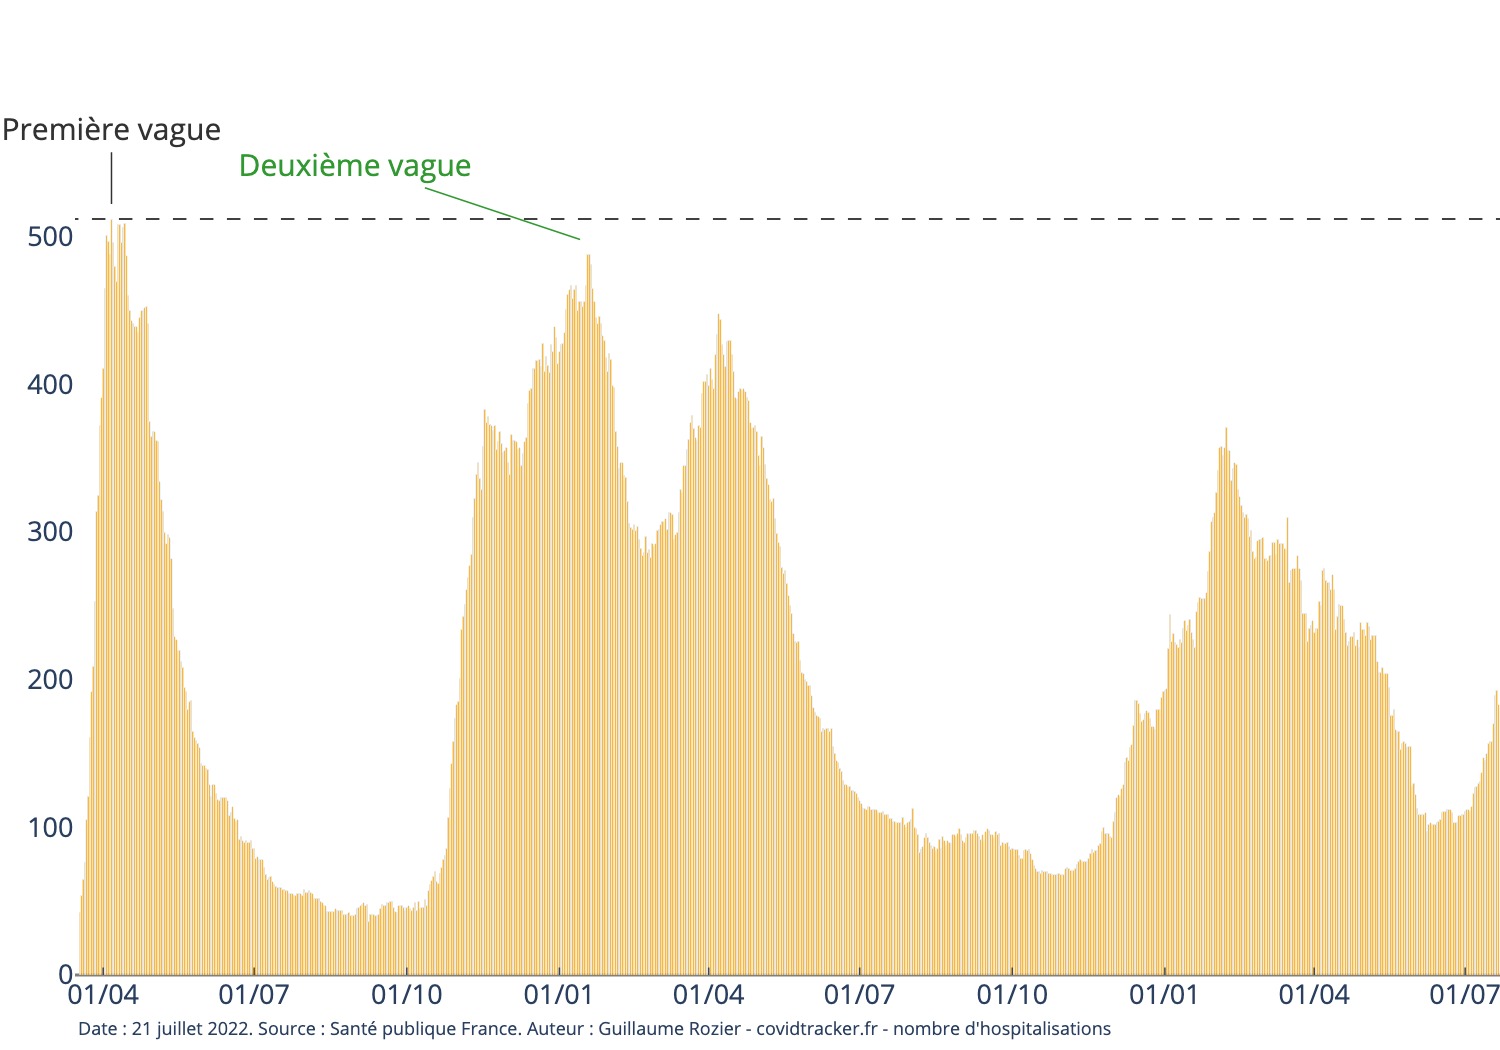 Première vague
Deuxième vague
500
400
300
200
100
0
01/04 01/07 01/10 01/01 01/04 01/07 01/10 01/01 01/04 01/07
Date : 21 juillet 2022. Source : Santé publique France. Auteur : Guillaume Rozier - covidtracker.fr - nombre d'hospitalisations